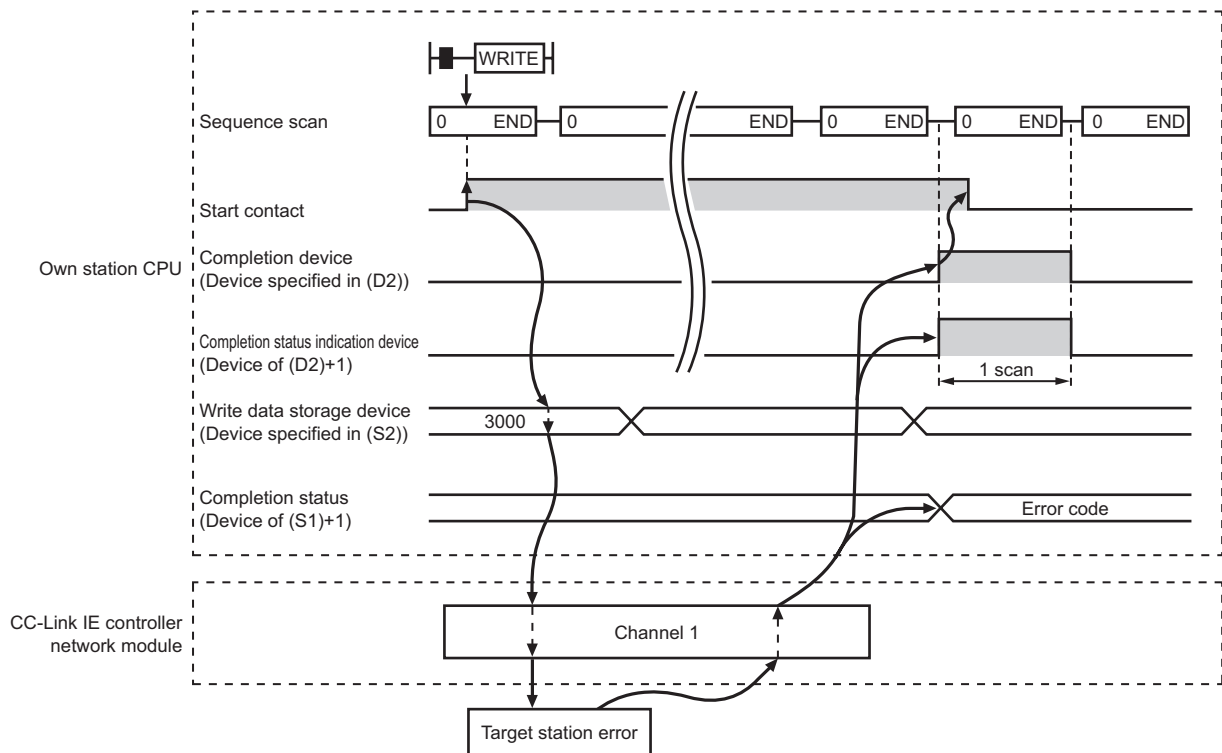 WRITE
Sequence scan
0 END 0 END 0 END 0 END 0 END
Start contact
Own station CPU
Completion device
(Device specified in (D2))
Completion status indication device
(Device of (D2)+1)
1 scan
Write data storage device
(Device specified in (S2))
3000
Completion status
(Device of (S1)+1)
Error code
CC-Link IE controller
network module
Channel 1
Target station error